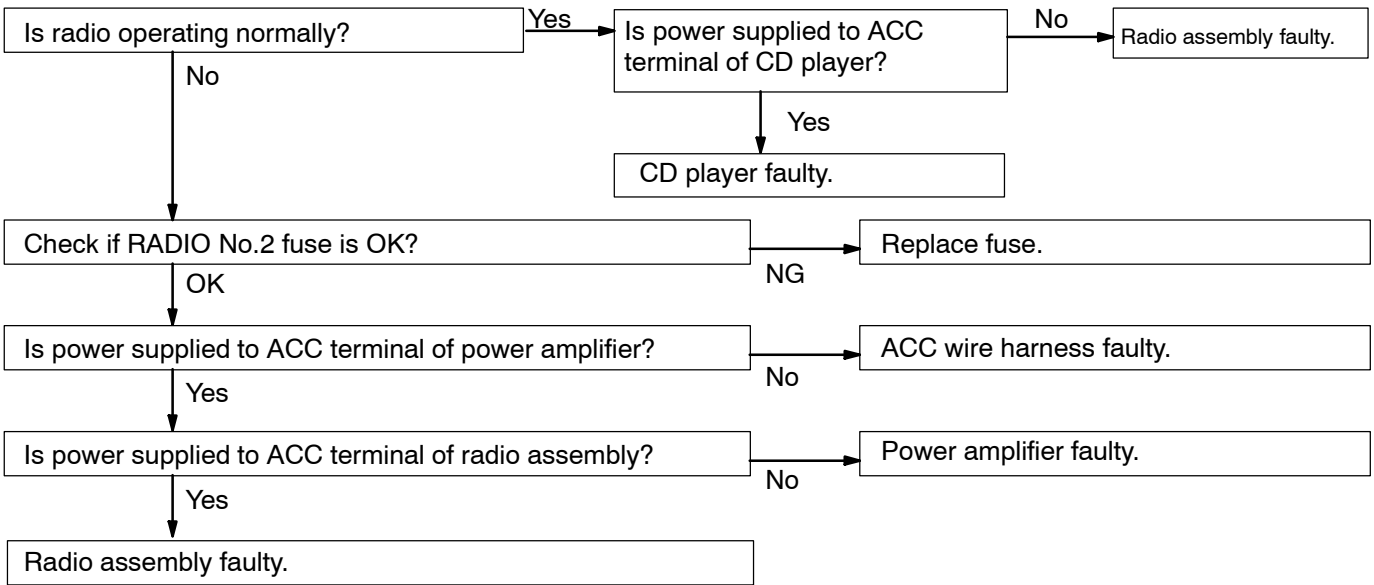 Is radio operating normally?
Yes
Is power supplied to ACC
terminal of CD player?
No
Radio assembly faulty.
No
Yes
CD player faulty.
Check if RADIO No.2 fuse is OK?
NG
Replace fuse.
OK
Is power supplied to ACC terminal of power amplifier?
No
ACC wire harness faulty.
Yes
Is power supplied to ACC terminal of radio assembly?
No
Power amplifier faulty.
Yes
Radio assembly faulty.